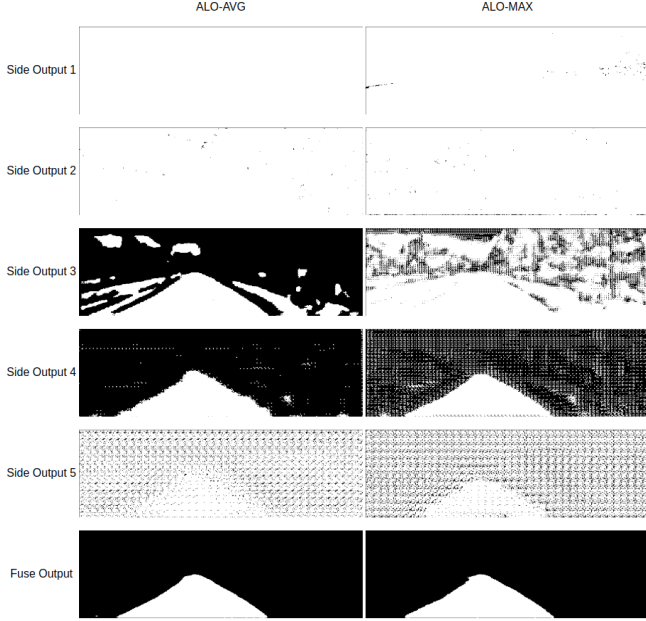 ALO-AVG ALO-MAX
Side Output 1
Side Output 2
Side Output 3
Side Output 4
Side Output 5
Fuse Output